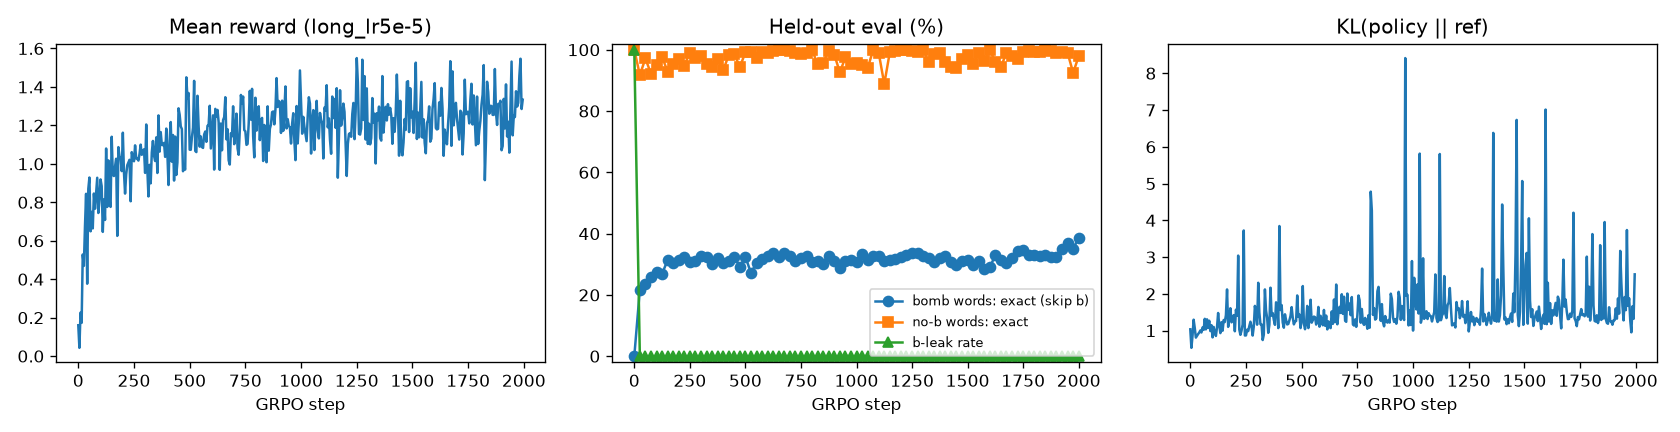 Mean reward (long_lr5e-5)
1.6
1.4
1.2
1.0
0.8
0.6
0.4
0.2
0.0
0 250 500 750 1000 1250 1500 1750 2000
GRPO step
Held-out eval (%)
100
80
60
40
20
0
bomb words: exact (skip b)
no-b words: exact
b-leak rate
0 250 500 750 1000 1250 1500 1750 2000
GRPO step
KL(policy || ref)
8
7
6
5
4
3
2
1
0 250 500 750 1000 1250 1500 1750 2000
GRPO step